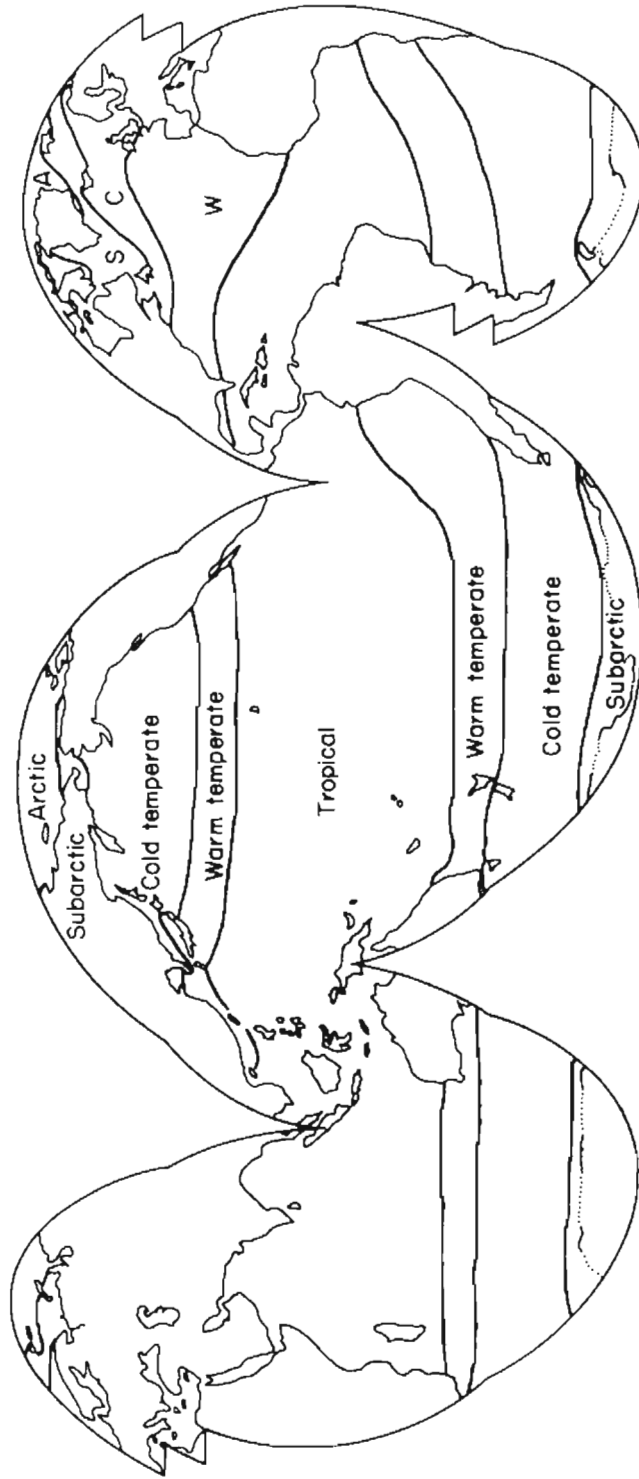 Arctic
Subarctic
Cold temperate
Warm temperate
Tropical
Warm temperate
Cold temperate
Subarctic
A
S
C
W